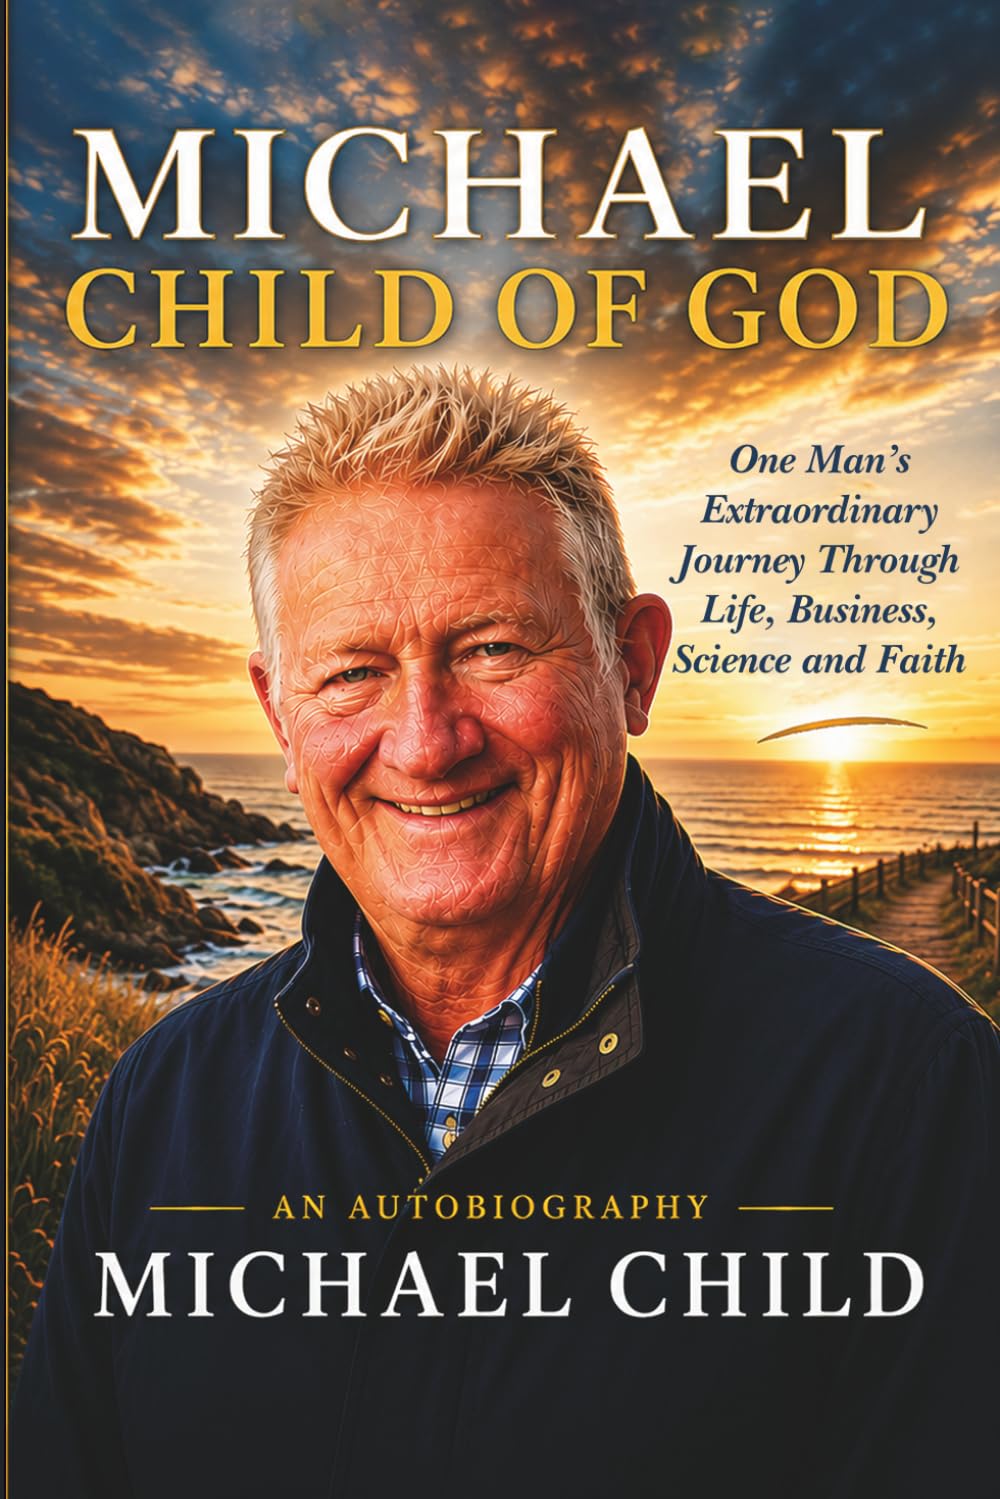 MICHAEL
CHILD OF GOD
One Man's
Extraordinary
Journey Through
Life, Business,
Science and Faith
AN AUTOBIOGRAPHY
MICHAEL CHILD